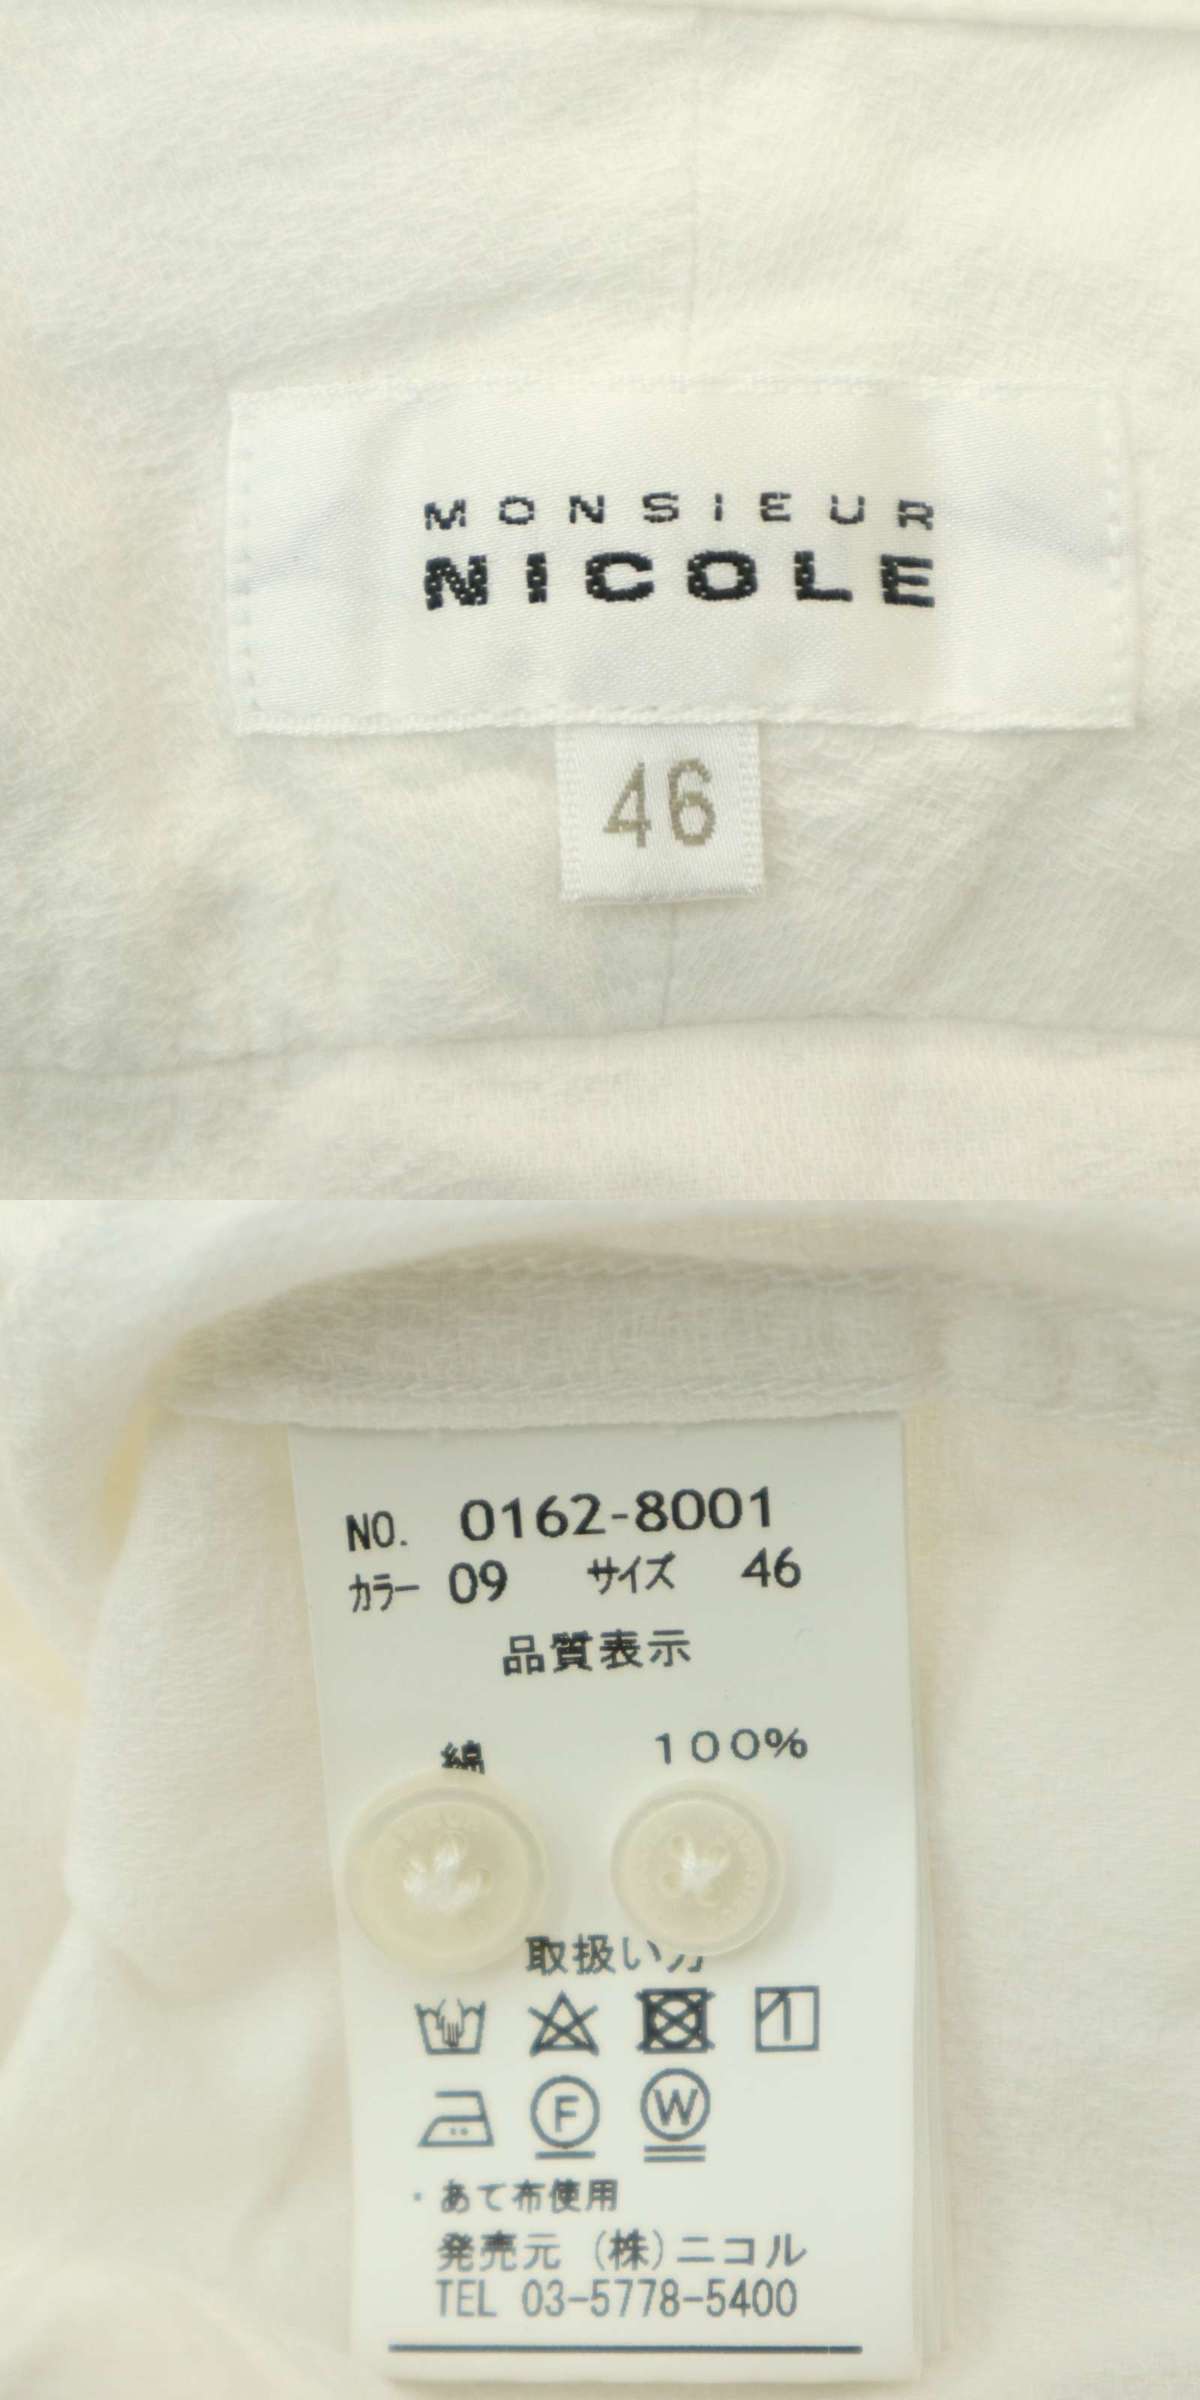 MONSIEUR
NICOLE
46
NO. 0162-8001
カラー 09 サイズ 46
品質表示
綿 100%
取扱い方
F W
・あて布使用
発売元 (株)ニコル
TEL 03-5778-5400